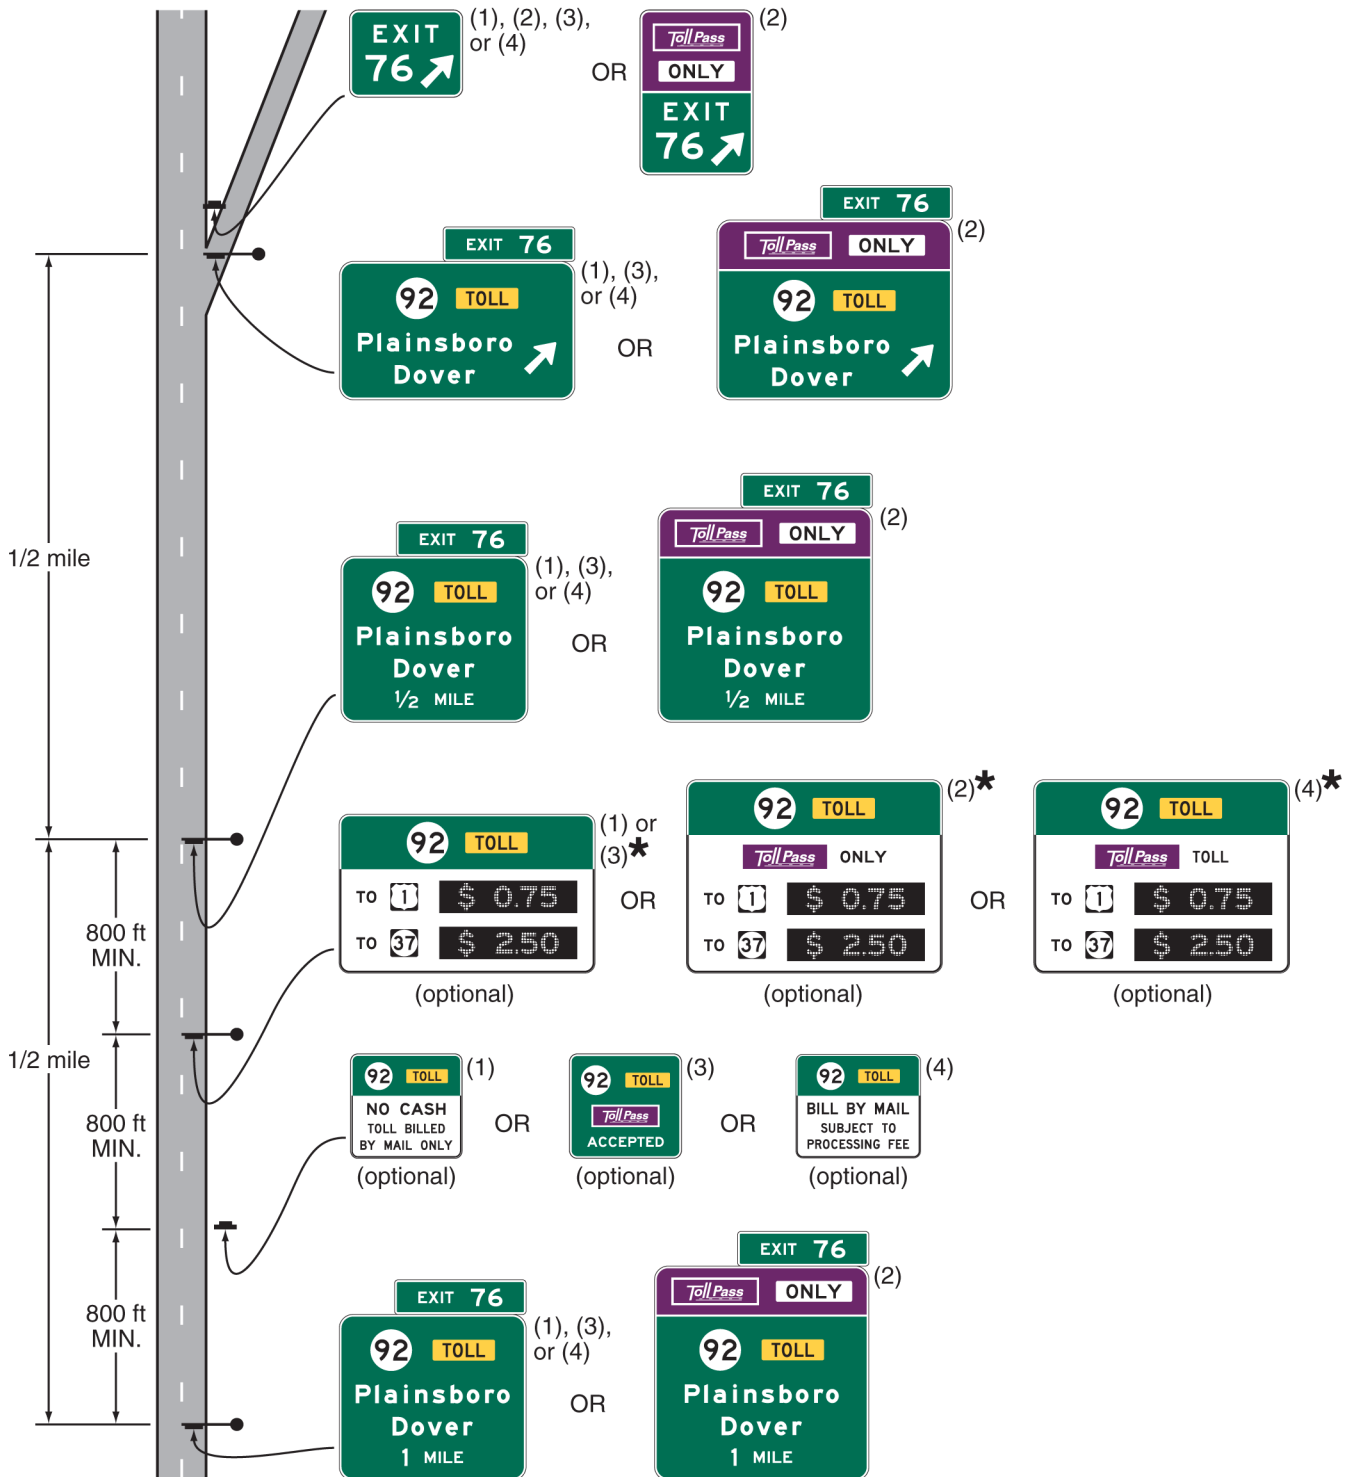 EXIT
76
(1), (2), (3),
or (4)
OR
Toll Pass
ONLY
EXIT
76
(2)
EXIT 76
92 TOLL
Plainsboro
Dover
(1), (3),
or (4)
OR
EXIT 76
Toll Pass ONLY
92 TOLL
Plainsboro
Dover
(2)
1/2 mile
EXIT 76
92 TOLL
Plainsboro
Dover
1/2 MILE
(1), (3),
or (4)
OR
EXIT 76
Toll Pass ONLY
92 TOLL
Plainsboro
Dover
1/2 MILE
(2)
92 TOLL
TO 1 $ 0.75
TO 37 $ 2.50
(1) or
(3)*
(optional)
OR
92 TOLL
Toll Pass ONLY
TO 1 $ 0.75
TO 37 $ 2.50
(2)*
(optional)
OR
92 TOLL
Toll Pass TOLL
TO 1 $ 0.75
TO 37 $ 2.50
(4)*
(optional)
800 ft
MIN.
1/2 mile
800 ft
MIN.
92 TOLL
NO CASH
TOLL BILLED
BY MAIL ONLY
(1)
(optional)
OR
92 TOLL
Toll Pass
ACCEPTED
(3)
(optional)
OR
92 TOLL
BILL BY MAIL
SUBJECT TO
PROCESSING FEE
(4)
(optional)
800 ft
MIN.
EXIT 76
92 TOLL
Plainsboro
Dover
1 MILE
(1), (3),
or (4)
OR
EXIT 76
Toll Pass ONLY
92 TOLL
Plainsboro
Dover
1 MILE
(2)